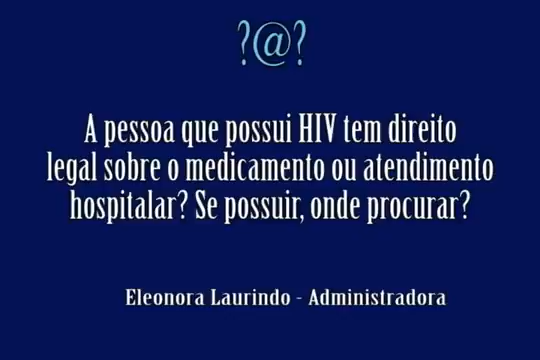 ?@?
A pessoa que possui HIV tem direito
legal sobre o medicamento ou atendimento
hospitalar? Se possuir, onde procurar?
Eleonora Laurindo - Administradora